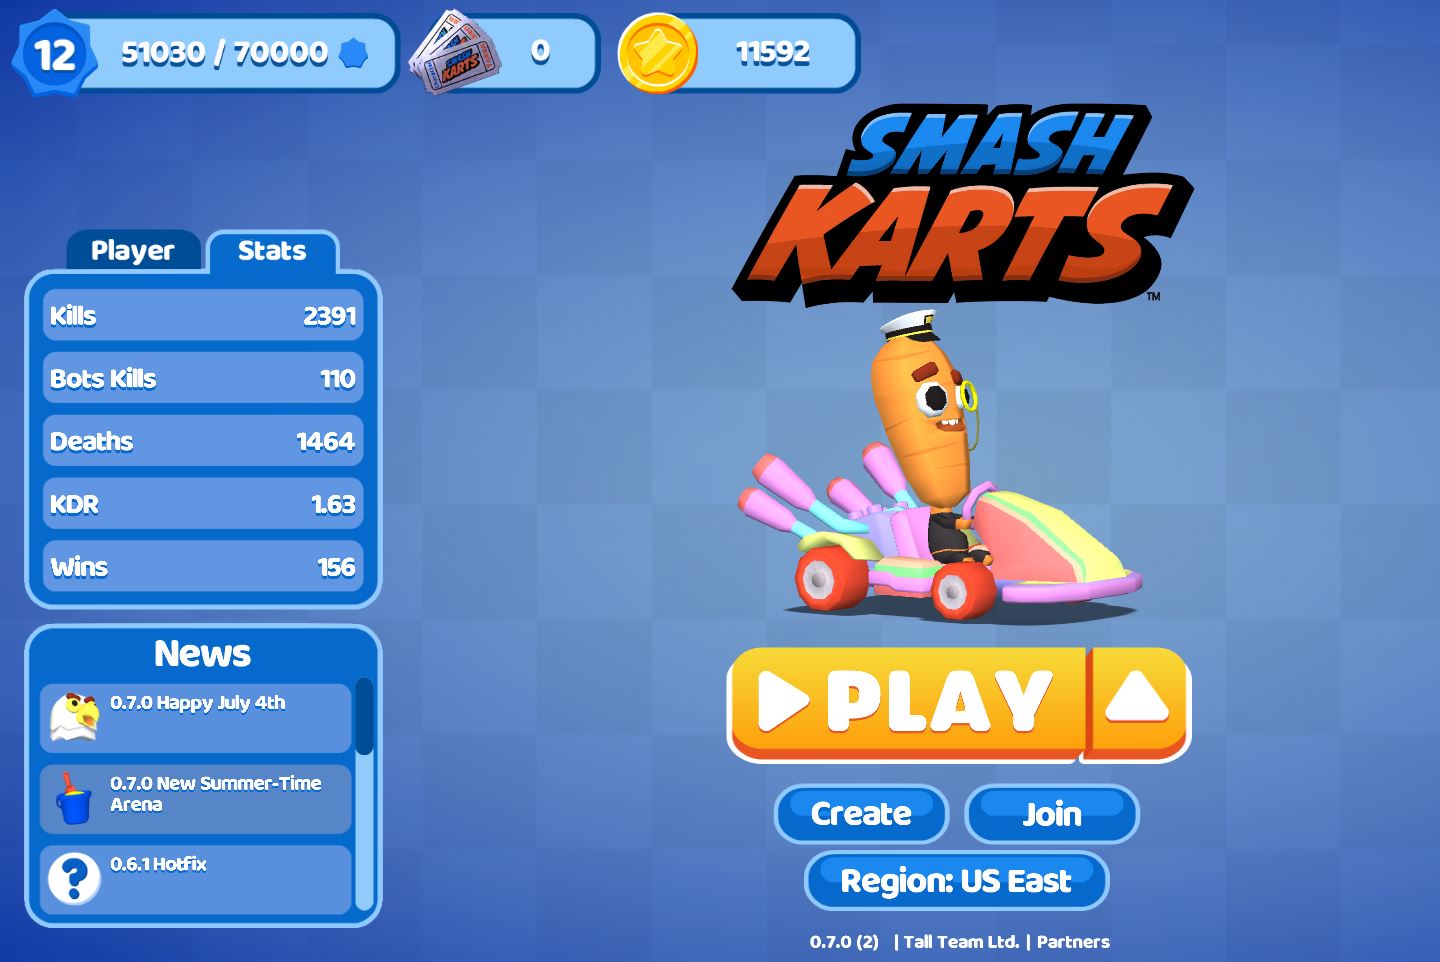 12
51030 / 70000
0
11592
SMASH
KARTS
SMASH
KARTS™
Player
Stats
Kills 2391
Bots Kills 110
Deaths 1464
KDR 1.63
Wins 156
News
0.7.0 Happy July 4th
0.7.0 New Summer-Time
Arena
0.6.1 Hotfix
?
PLAY
Create
Join
Region: US East
0.7.0 (2) | Tall Team Ltd. | Partners